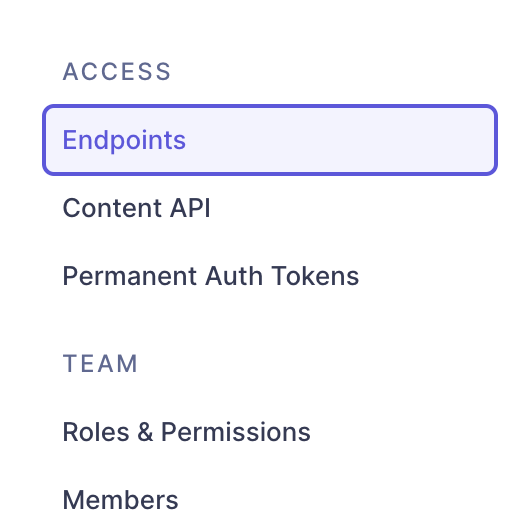 ACCESS
Endpoints
Content API
Permanent Auth Tokens
TEAM
Roles & Permissions
Members